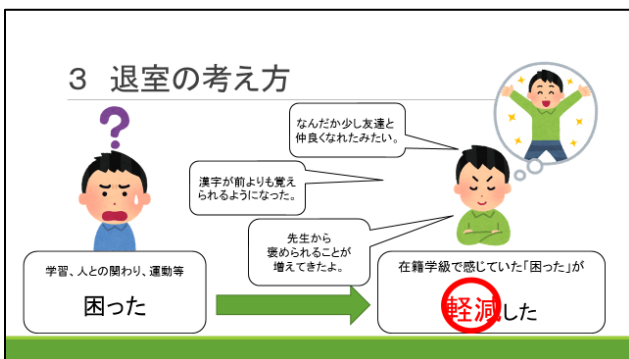 3 退室の考え方
?
なんだか少し友達と
仲良くなれたみたい。
漢字が前よりも覚え
られるようになった。
先生から
褒められることが
増えてきたよ。
学習、人との関わり、運動等
困った
在籍学級で感じていた「困った」が
軽減した